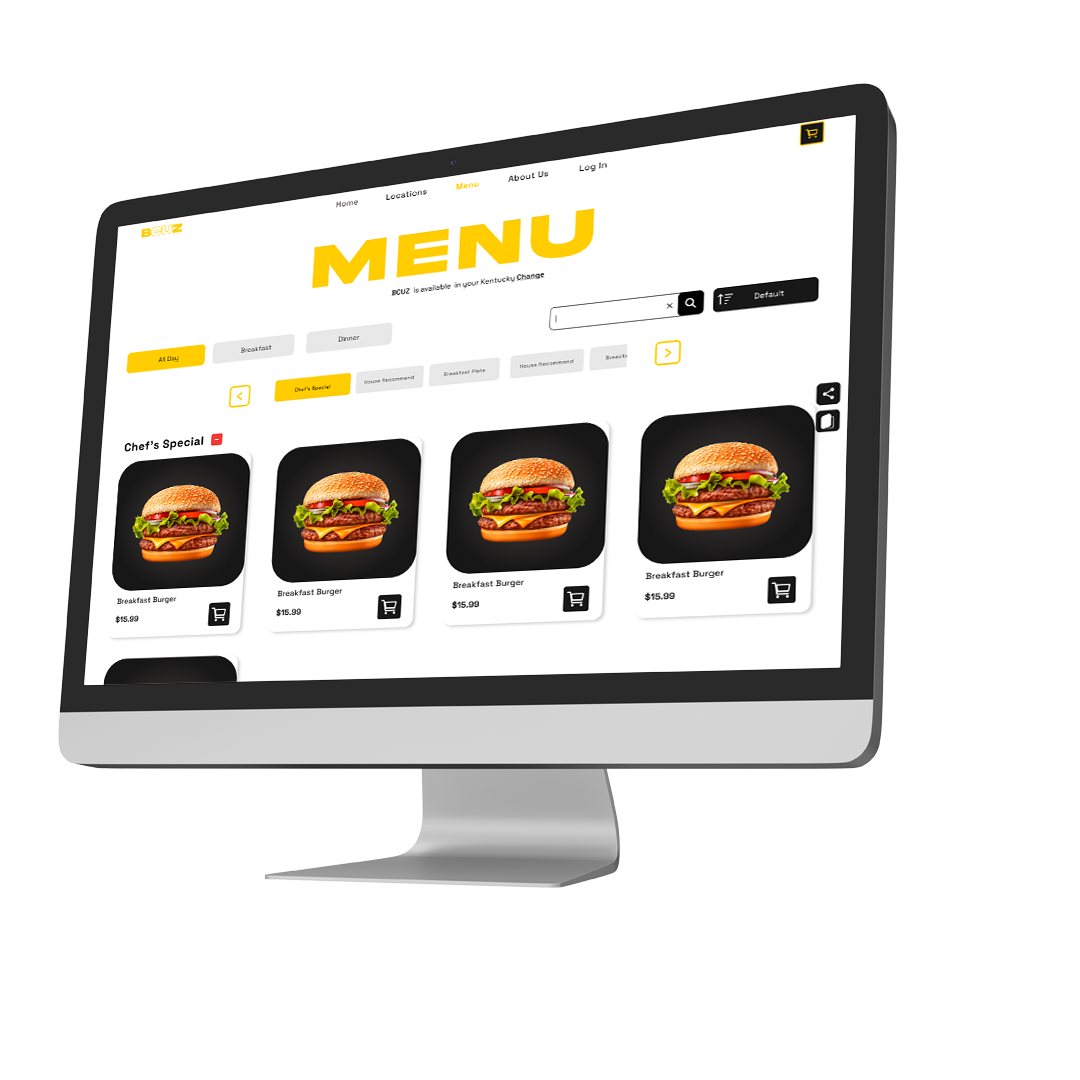 Home Locations Menu About Us Log In
BCUZ
MENU
BCUZ is available in your Kentucky Change
Default
All Day Breakfast Dinner
Chef's Special House Recommend Breakfast Plate House Recommend
Chef's Special
Breakfast Burger Breakfast Burger Breakfast Burger Breakfast Burger
$15.99 $15.99 $15.99 $15.99